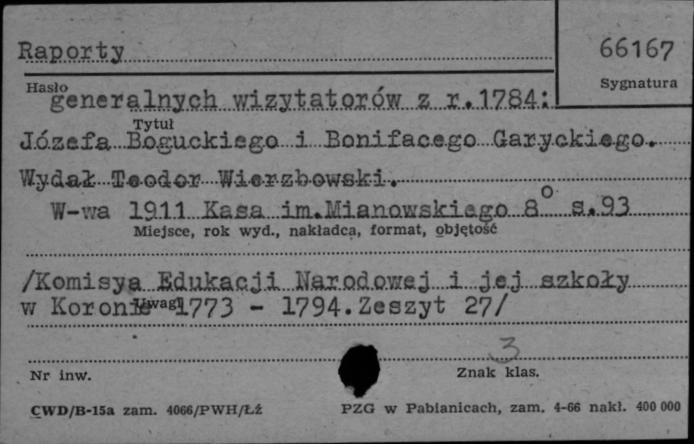 Raporty
66167
Hasło
Sygnatura
generalnych wizytatorów z r.1784:
Tytuł
Józefa Boguckiego i Bonifacego Garyckiego.
Wydał Teodor Wierzbowski.
W-wa 1911 Kasa im.Mianowskiego 8° s.93
Miejsce, rok wyd., nakładca, format, objętość
/Komisya Edukacji Narodowej i jej szkoły
w Koronie 1773 - 1794.Zeszyt 27/
Uwagi
3
Nr inw.
Znak klas.
CWD/B-15a zam. 4066/PWH/Łź
PZG w Pabianicach, zam. 4-66 nakł. 400 000